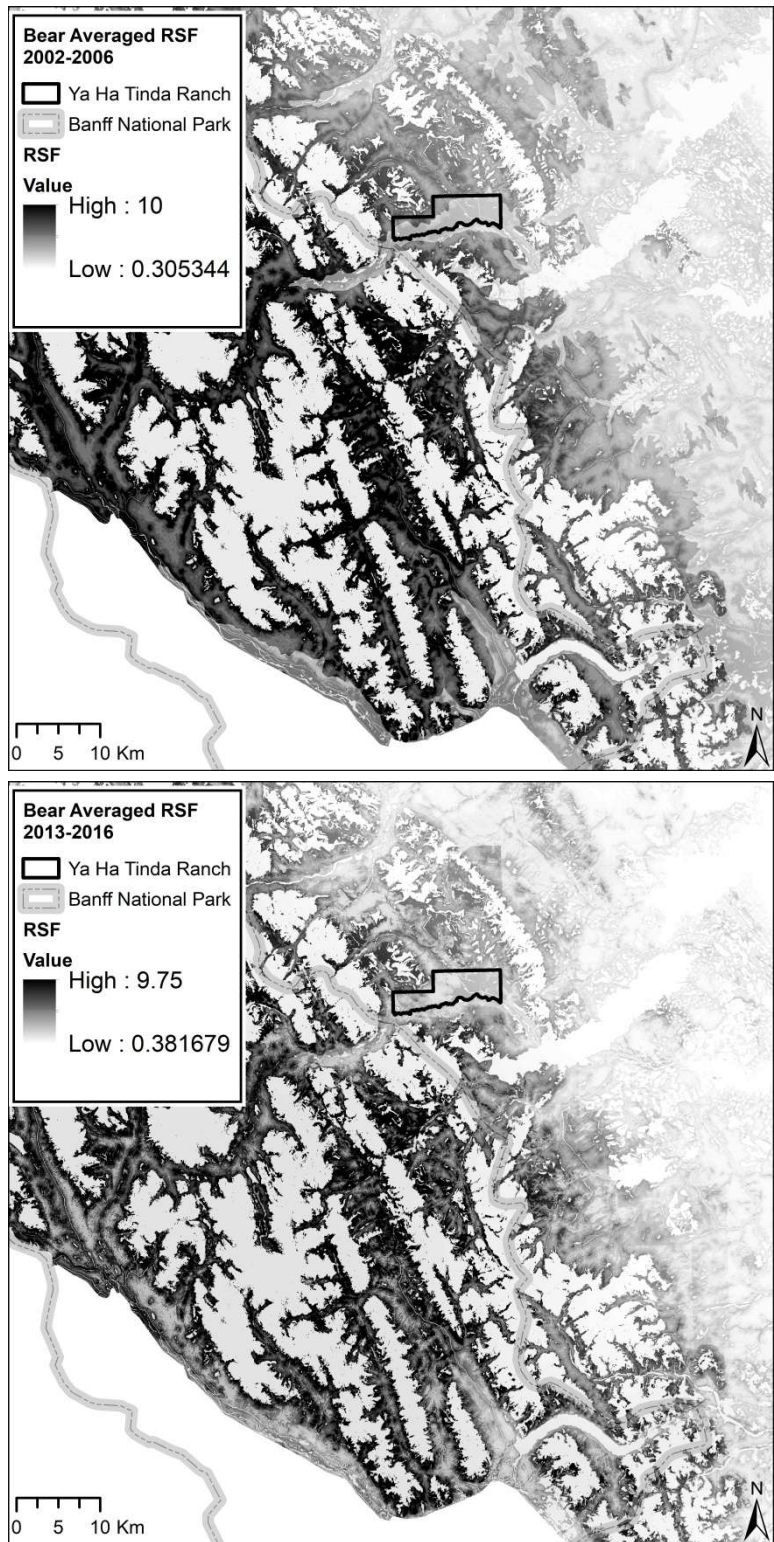 Bear Averaged RSF
2002-2006
Ya Ha Tinda Ranch
Banff National Park
RSF
Value
High : 10
Low : 0.305344
0 5 10 Km
N
Bear Averaged RSF
2013-2016
Ya Ha Tinda Ranch
Banff National Park
RSF
Value
High : 9.75
Low : 0.381679
0 5 10 Km
N